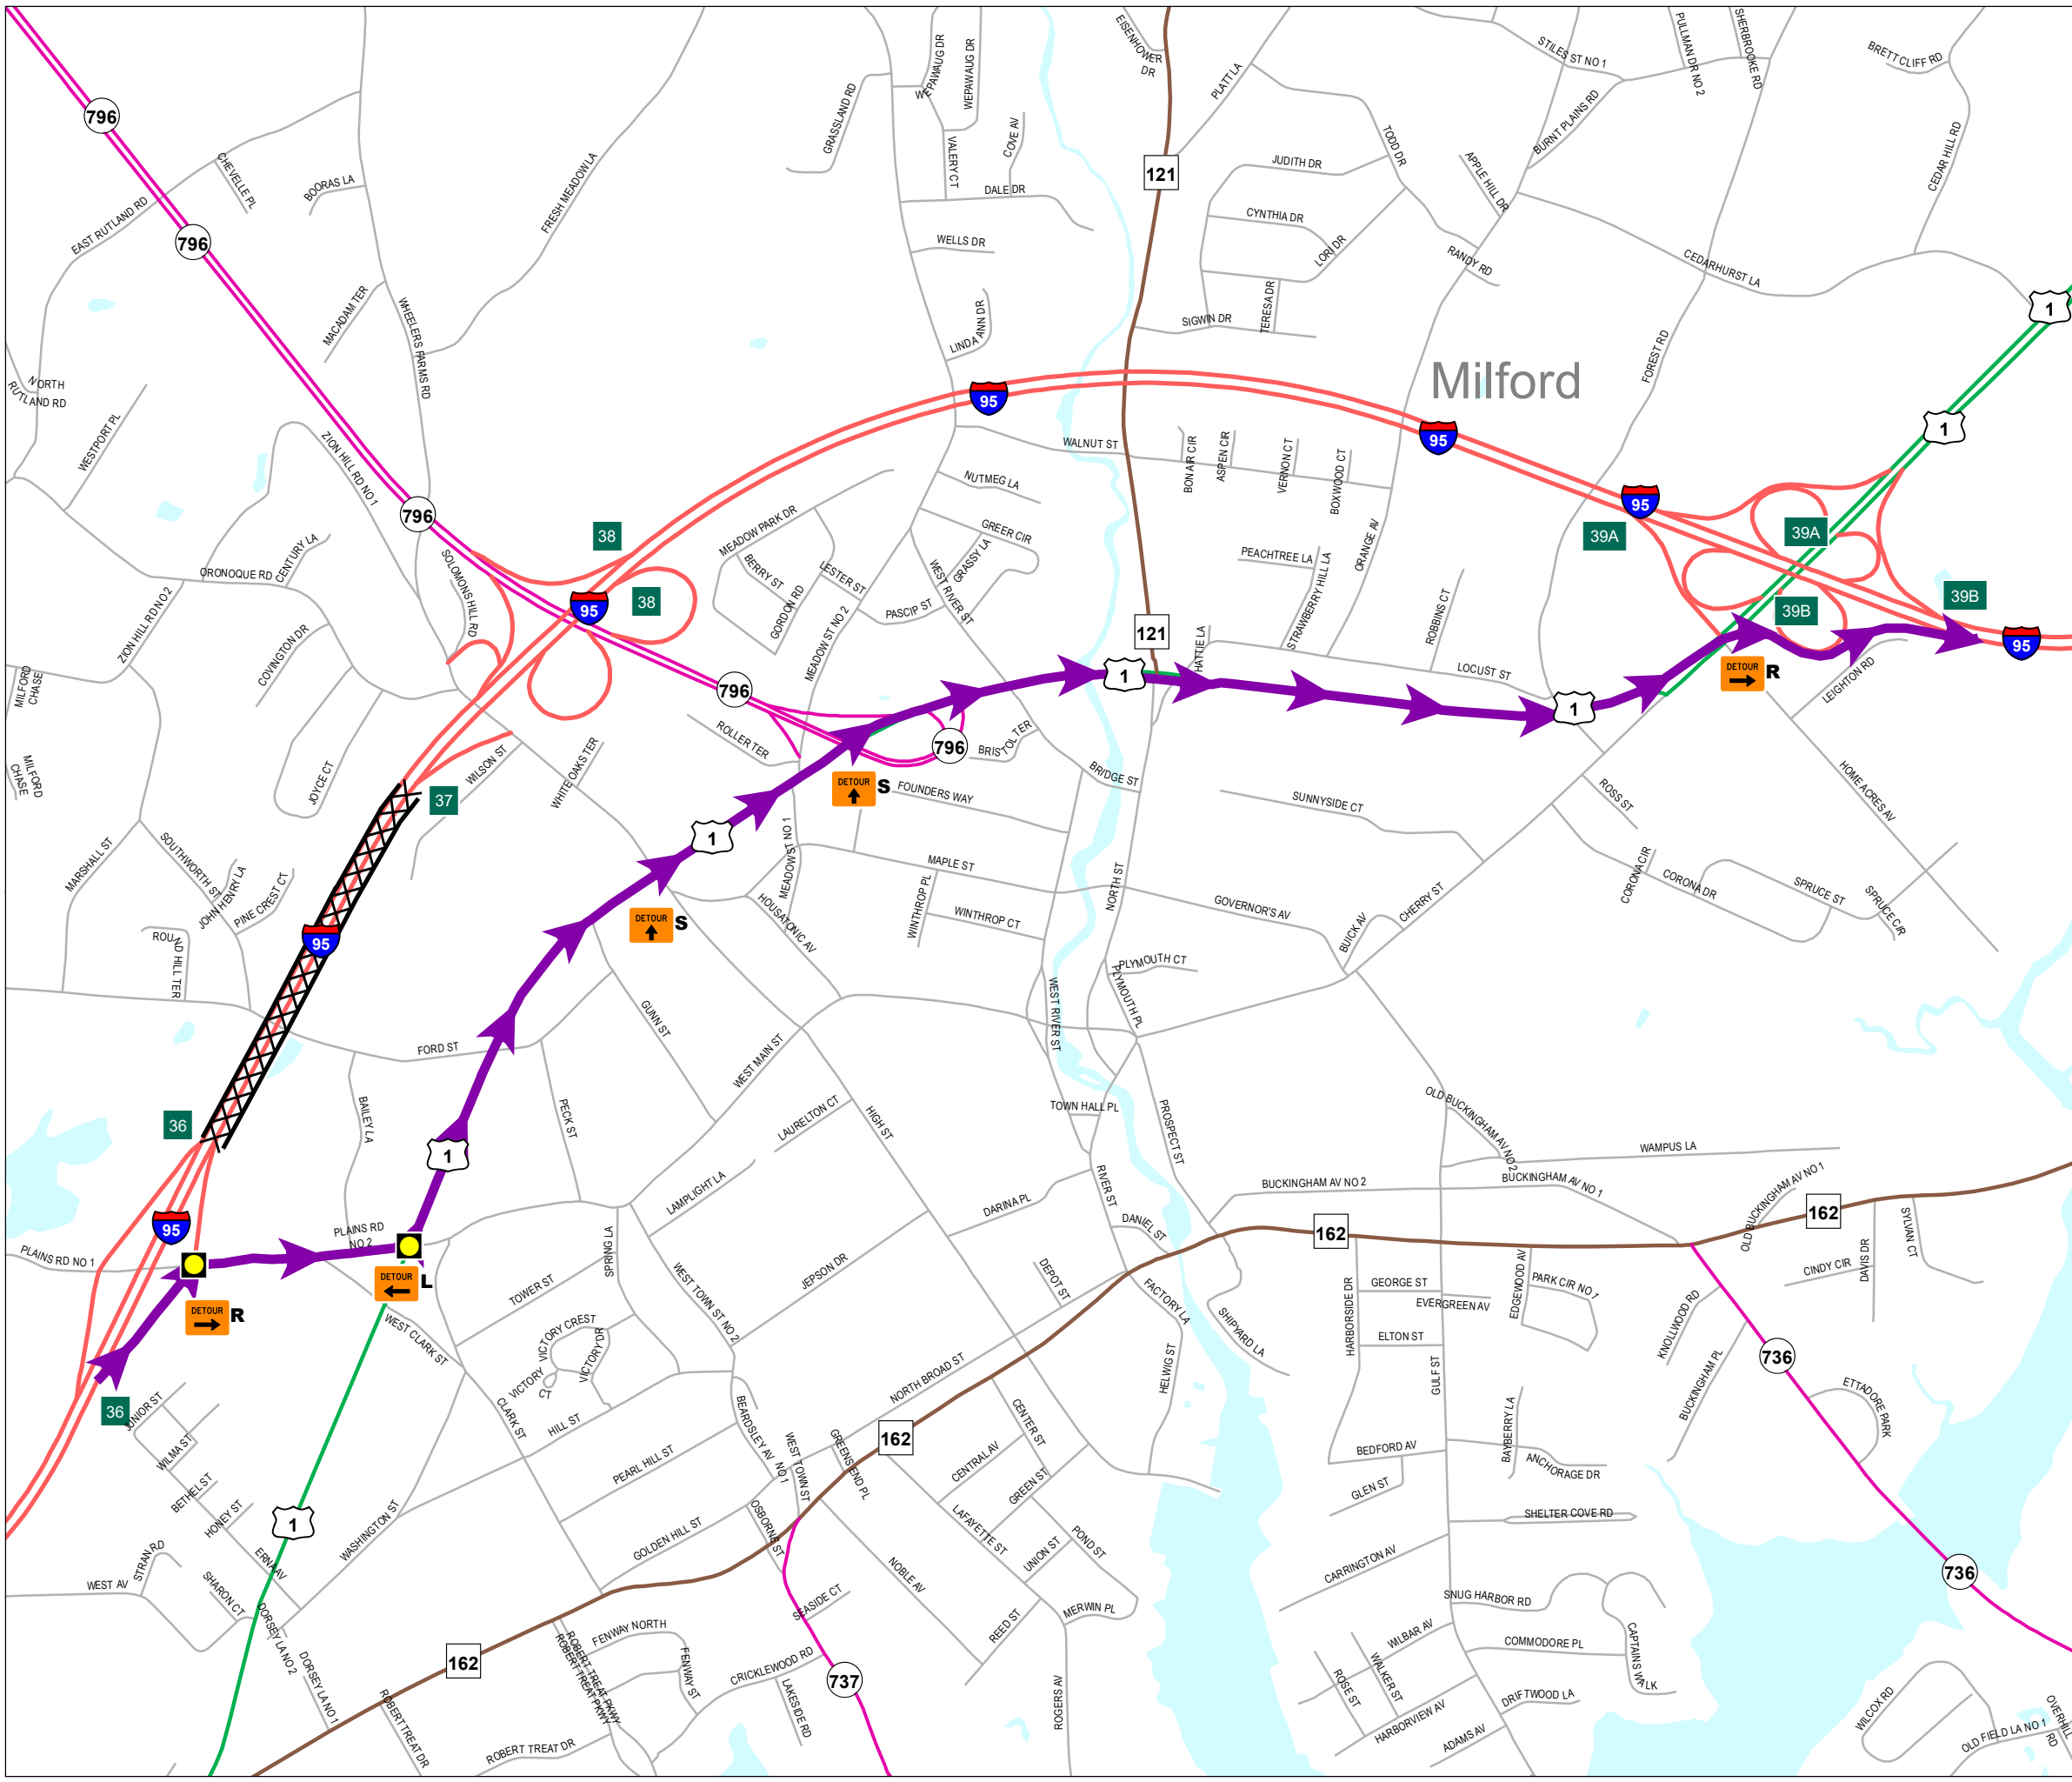 796
EAST RUTLAND RD
CHEVELLE PL
BOORAS LA
FRESH MEADOW LA
GRASSLAND RD
WEPAWAUG DR
WEPAWAUG DR
VALERY CT
COVE AV
DALE DR
EISENHOWER
DR
121
PLATT LA
STILES ST NO 1
PULLMAN DR NO 2
SHERBROOKE RD
BRETT CLIFF RD
BURNT PLAINS RD
TODD DR
JUDITH DR
APPLE HILL DR
CEDAR HILL RD
CYNTHIA DR
LORI DR
RANDY RD
CEDARHURST LA
796
WELLS DR
MACADAM TER
WHEELERS FARMS RD
LINDA ANN DR
TERESA DR
SIGWIN DR
FOREST RD
1
NORTH
RUTLAND RD
WESTPORT PL
ZION HILL RD NO 1
95
Milford
95
1
WALNUT ST
BON AIR CIR
ASPEN CIR
VERNON CT
BOXWOOD CT
NUTMEG LA
GREER CIR
GRASSY LA
MEADOW PARK DR
BERRY ST
LESTER ST
GORDON RD
PASCIP ST
WEST RIVER ST
796
38
38
95
95
39A
39A
39B
39B
95
ORONOQUE RD
CENTURY LA
SOLOMONS HILL RD
ZION HILL RD NO 2
COVINGTON DR
MEADOW ST NO 2
PEACHTREE LA
STRAWBERRY HILL LA
ORANGE AV
ROBBINS CT
121
HATTIE LA
LOCUST ST
LEIGHTON RD
DETOUR
R
MILFORD
CHASE
MILFORD
CHASE
JOYCE CT
WILSON ST
WHITE OAKS TER
796
ROLLER TER
1
1
796
BRISTOL TER
BRIDGE ST
DETOUR
S
FOUNDERS WAY
SUNNYSIDE CT
ROSS ST
HOME ACRES AV
37
MARSHALL ST
SOUTHWORTH ST
JOHN HENRY LA
PINE CREST CT
ROUND HILL TER
95
1
MEADOW ST NO 1
MAPLE ST
WINTHROP PL
WINTHROP CT
HOUSATONIC AV
DETOUR
S
NORTH ST
GOVERNOR'S AV
BUICK AV
CHERRY ST
CORONA CIR
CORONA DR
SPRUCE ST
SPRUCE CIR
PLYMOUTH CT
PLYMOUTH PL
WEST RIVER ST
GUNN ST
WEST MAIN ST
FORD ST
BAILEY LA
PECK ST
36
1
LAURELTON CT
HIGH ST
TOWN HALL PL
PROSPECT ST
OLD BUCKINGHAM AV NO 2
WAMPUS LA
BUCKINGHAM AV NO 2
BUCKINGHAM AV NO 1
OLD BUCKINGHAM AV NO 1
162
162
SYLVAN CT
DAVIS DR
CINDY CIR
LAMPLIGHT LA
DARINA PL
RIVER ST
DANIEL ST
95
PLAINS RD NO 1
PLAINS RD
NO 2
DETOUR
L
DETOUR
R
SPRING LA
TOWER ST
WEST TOWN ST NO 2
JEPSON DR
DEPOT ST
FACTORY LA
SHIPYARD LA
HELWIG ST
HARBORSIDE DR
GEORGE ST
EVERGREEN AV
EDGEWOOD AV
PARK CIR NO 1
ELTON ST
GULF ST
KNOLLWOOD RD
BUCKINGHAM PL
736
ETTADORE PARK
WEST CLARK ST
VICTORY CREST
VICTORY DR
VICTORY
CT
CLARK ST
HILL ST
NORTH BROAD ST
BEARDSLEY AV NO 1
WEST TOWN ST
GREENS END PL
162
CENTER ST
CENTRAL AV
GREEN ST
BEDFORD AV
BAYBERRY LA
ANCHORAGE DR
GLEN ST
SHELTER COVE RD
36
JUNIOR ST
WILMA ST
BETHEL ST
HONEY ST
ERNA AV
1
WASHINGTON ST
PEARL HILL ST
GOLDEN HILL ST
OSBORNE ST
LAFAYETTE ST
UNION ST
POND ST
NOBLE AV
CARRINGTON AV
SNUG HARBOR RD
736
WEST AV
STRAN RD
SHARON CT
DORSEY LA NO 2
DORSEY LA NO 1
162
ROBERT TREAT DR
ROBERT TREAT PKWY
ROBERT TREAT PKWY
ROBERT TREAT DR
FENWAY NORTH
FENWAY ST
CRICKLEWOOD RD
LAKESIDE RD
SEASIDE CT
737
REED ST
MERWIN PL
ROGERS AV
WILBAR AV
WALKER ST
ROSE ST
HARBORVIEW AV
ADAMS AV
DRIFTWOOD LA
COMMODORE PL
CAPTAINS WALK
WILCOX RD
OLD FIELD LA NO 1
OVERHILL
RD